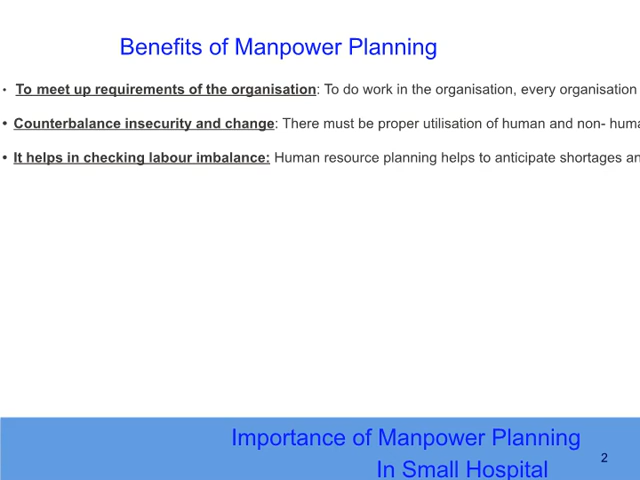 Benefits of Manpower Planning
• To meet up requirements of the organisation: To do work in the organisation, every organisation
• Counterbalance insecurity and change: There must be proper utilisation of human and non- huma
• It helps in checking labour imbalance: Human resource planning helps to anticipate shortages an
Importance of Manpower Planning
In Small Hospital
2